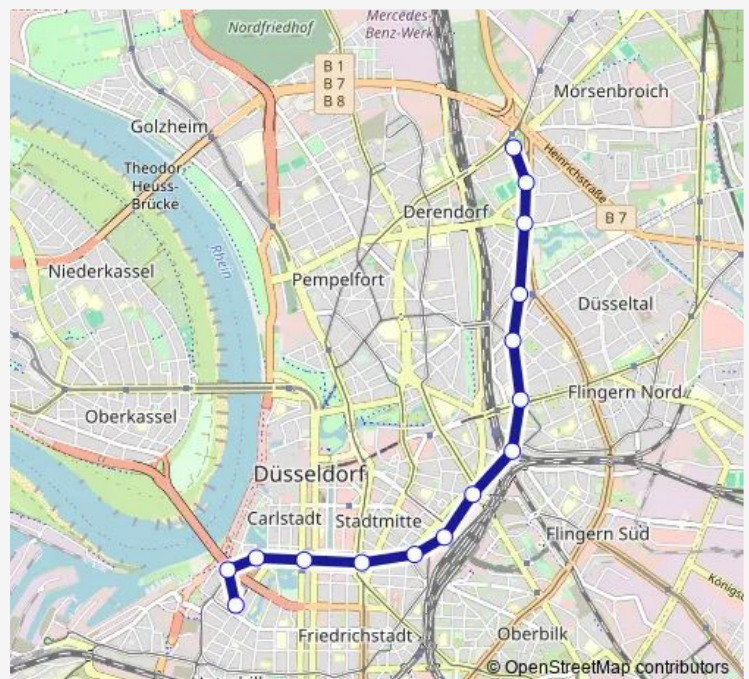 Nordfriedhof
Mercedes-
Benz-Werk
B 1
B 7
B 8
Mörsenbroich
Golzheim
Theodor-
Heuss-
Brücke
Heinrichstraße
Derendorf
B 7
Rhein
Niederkassel
Pempelfort
Düsseltal
Flingern Nord
Oberkassel
Düsseldorf
Carlstadt
Stadtmitte
Flingern Süd
Friedrichstadt
Oberbilk
© OpenStreetMap contributors